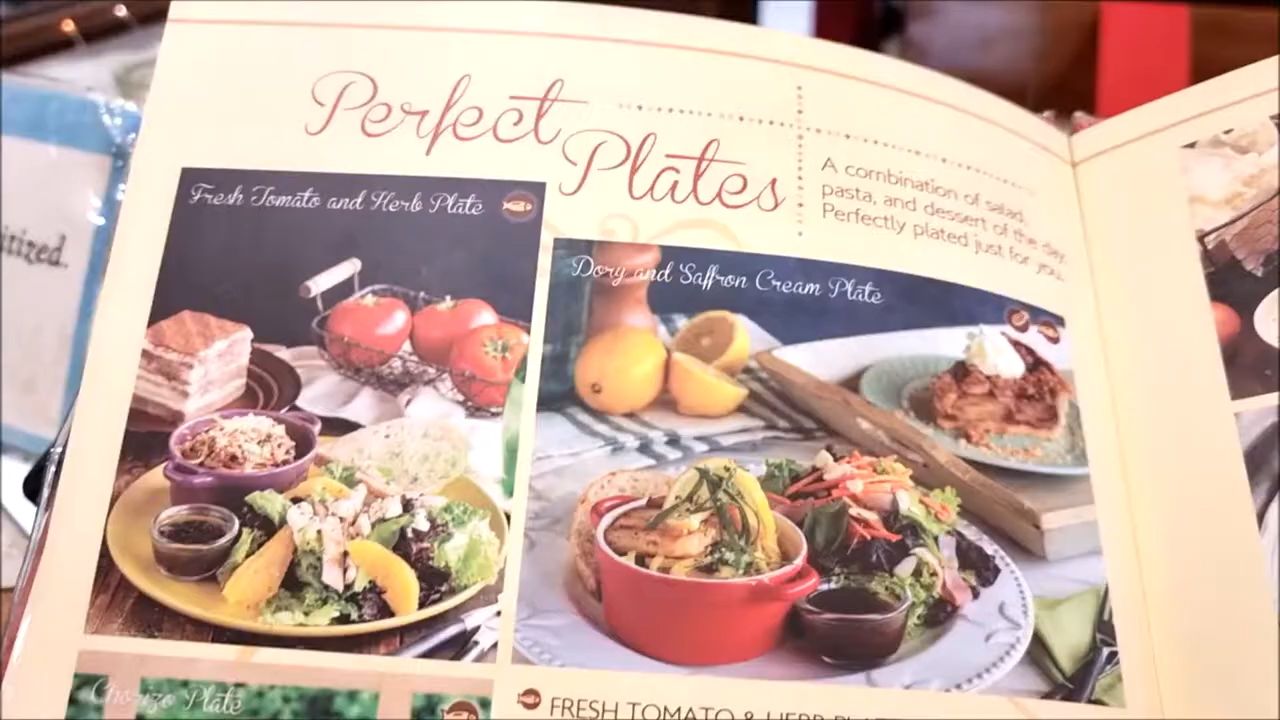 Perfect
Plates
A combination of salad,
pasta, and dessert of the day.
Perfectly plated just for you.
Fresh Tomato and Herb Plate
Dory and Saffron Cream Plate
itized.
Chorizo Plate
FRESH TOMATO & HERB PLATE